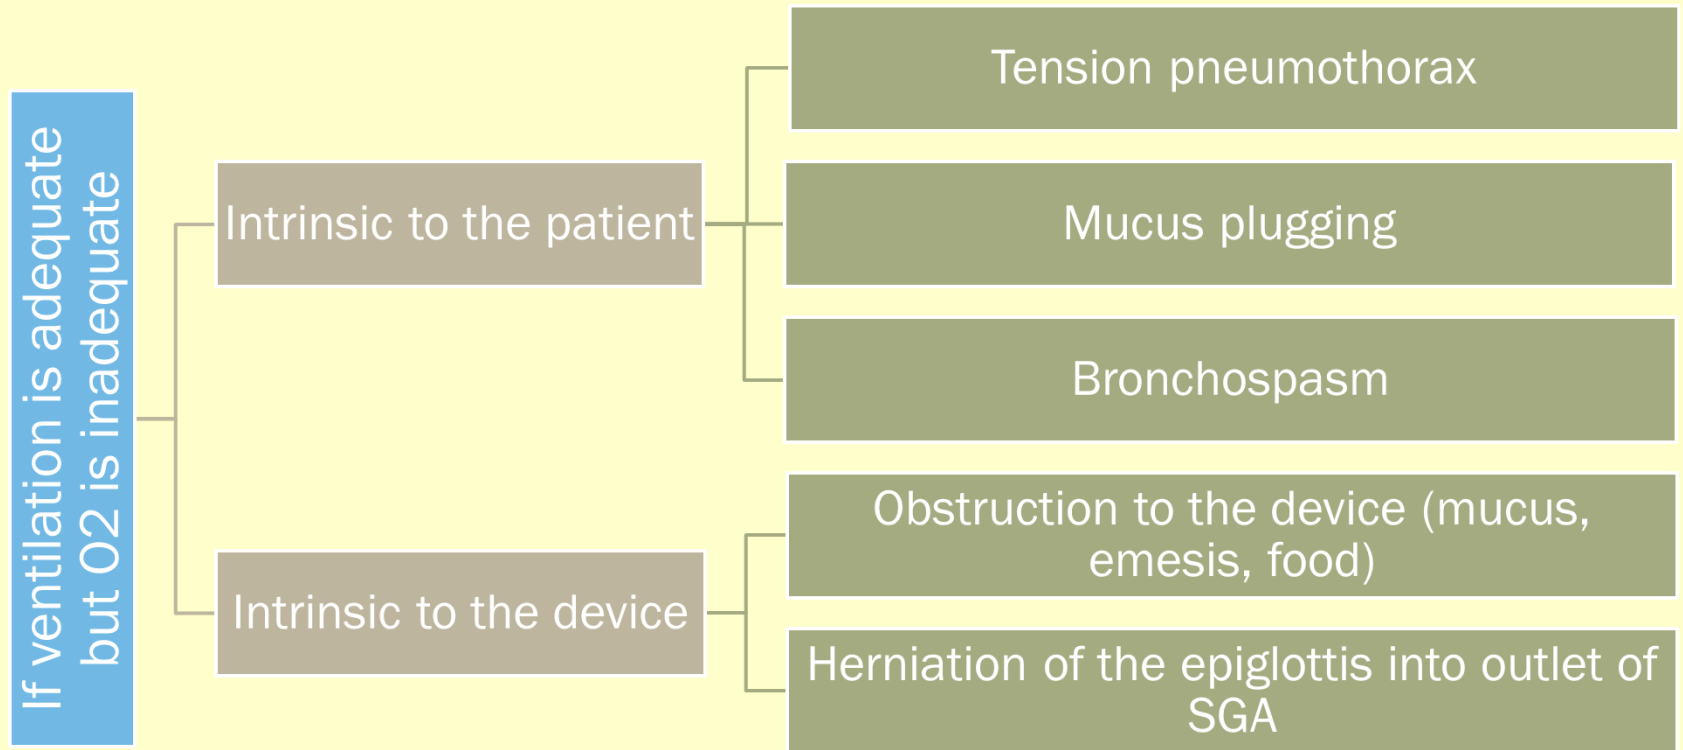 If ventilation is adequate
but O2 is inadequate
Intrinsic to the patient
Tension pneumothorax
Mucus plugging
Bronchospasm
Intrinsic to the device
Obstruction to the device (mucus,
emesis, food)
Herniation of the epiglottis into outlet of
SGA